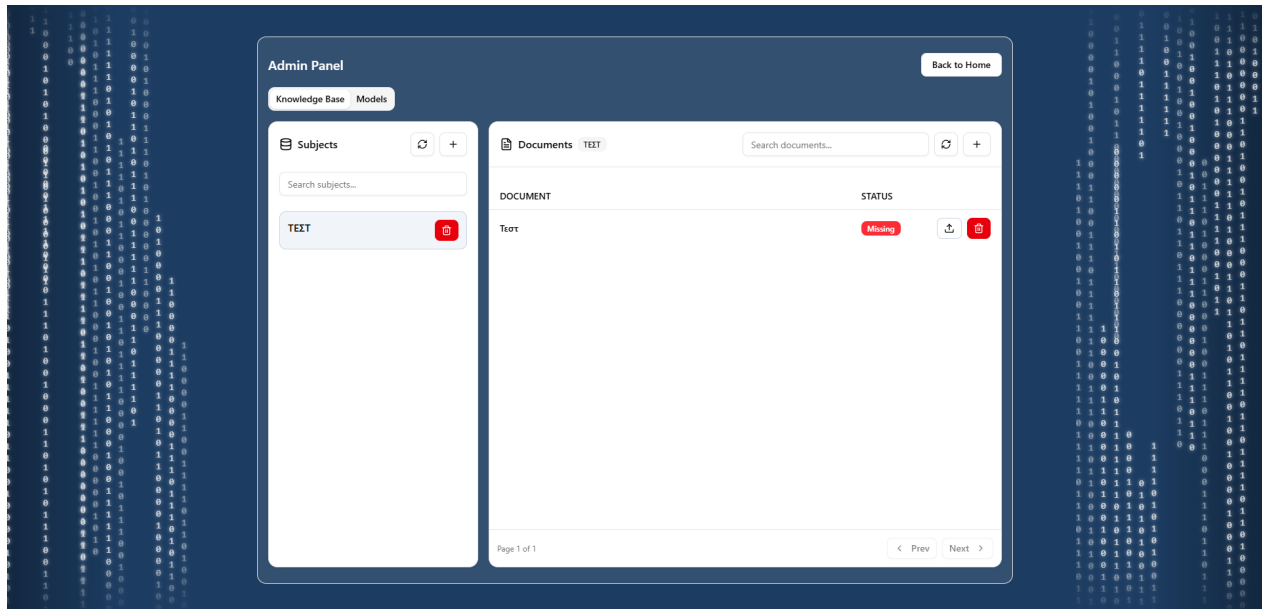 Admin Panel
Back to Home
Knowledge Base Models
Subjects
Search subjects...
ΤΕΣΤ
Documents ΤΕΣΤ
Search documents...
DOCUMENT STATUS
Τεστ Missing
Page 1 of 1
Prev Next